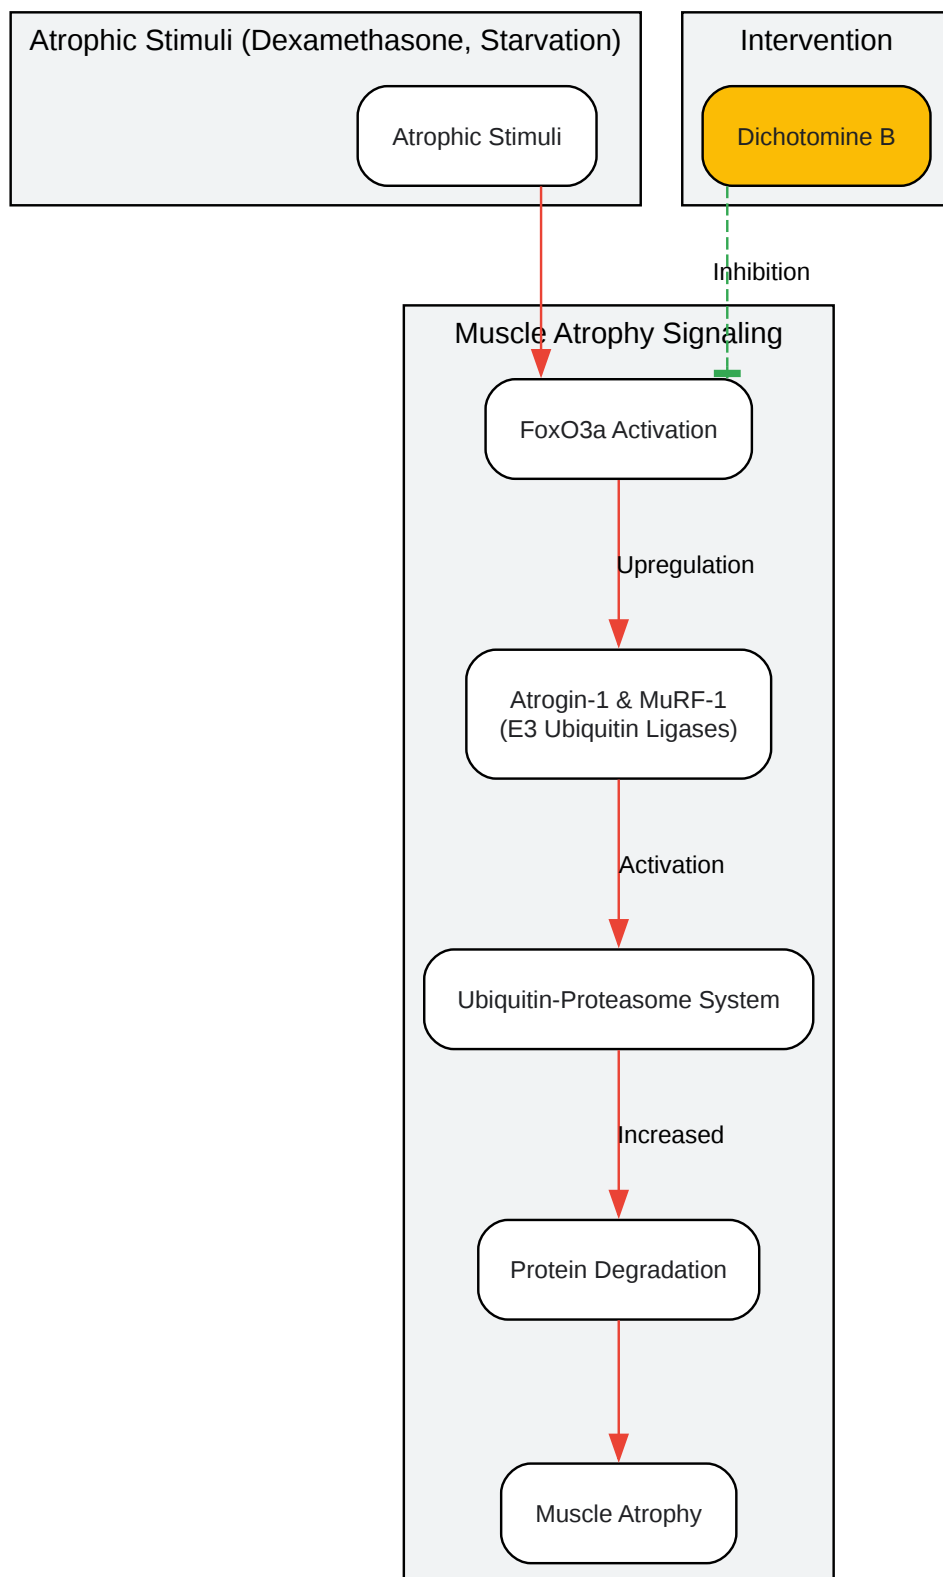 Atrophic Stimuli (Dexamethasone, Starvation)
Intervention
Atrophic Stimuli
Dichotomine B
Inhibition
Muscle Atrophy Signaling
FoxO3a Activation
Upregulation
Atrogin-1 & MuRF-1
(E3 Ubiquitin Ligases)
Activation
Ubiquitin-Proteasome System
Increased
Protein Degradation
Muscle Atrophy